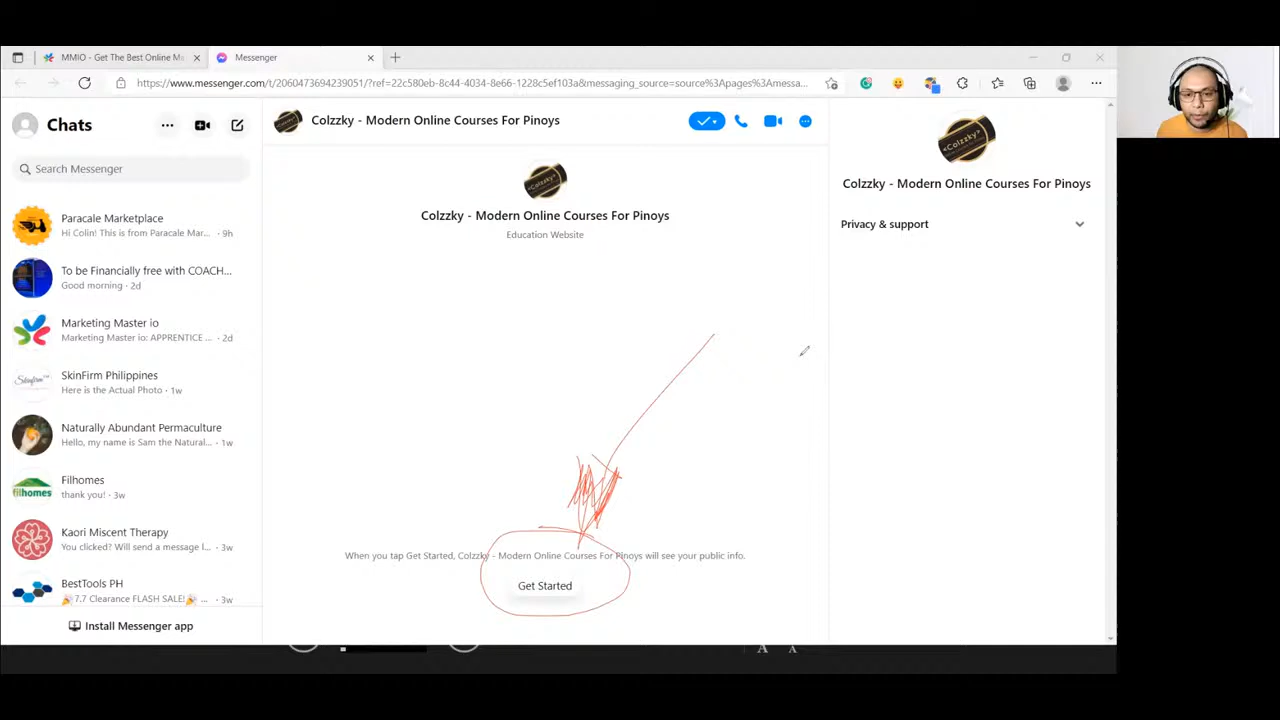 MMIO - Get The Best Online M
Messenger
https://www.messenger.com/t/2060473694239051/?ref=22c580eb-8c44-4034-8e66-1228c5ef103a&messaging_source=source%3Apages%3Amessa...
Chats
Search Messenger
Paracale Marketplace
Hi Colin! This is from Paracale Mar... · 9h
To be Financially free with COACH...
Good morning · 2d
Marketing Master io
Marketing Master io: APPRENTICE ... · 2d
SkinFirm Philippines
Here is the Actual Photo · 1w
Naturally Abundant Permaculture
Hello, my name is Sam the Natural... · 1w
Filhomes
thank you! · 3w
Kaori Miscent Therapy
You clicked? Will send a message l... · 3w
BestTools PH
🎉7.7 Clearance FLASH SALE!🎉 ... · 3w
Install Messenger app
Colzzky - Modern Online Courses For Pinoys
<Colzzky>
Colzzky - Modern Online Courses For Pinoys
Education Website
When you tap Get Started, Colzzky - Modern Online Courses For Pinoys will see your public info.
Get Started
<Colzzky>
Colzzky - Modern Online Courses For Pinoys
Privacy & support
A A